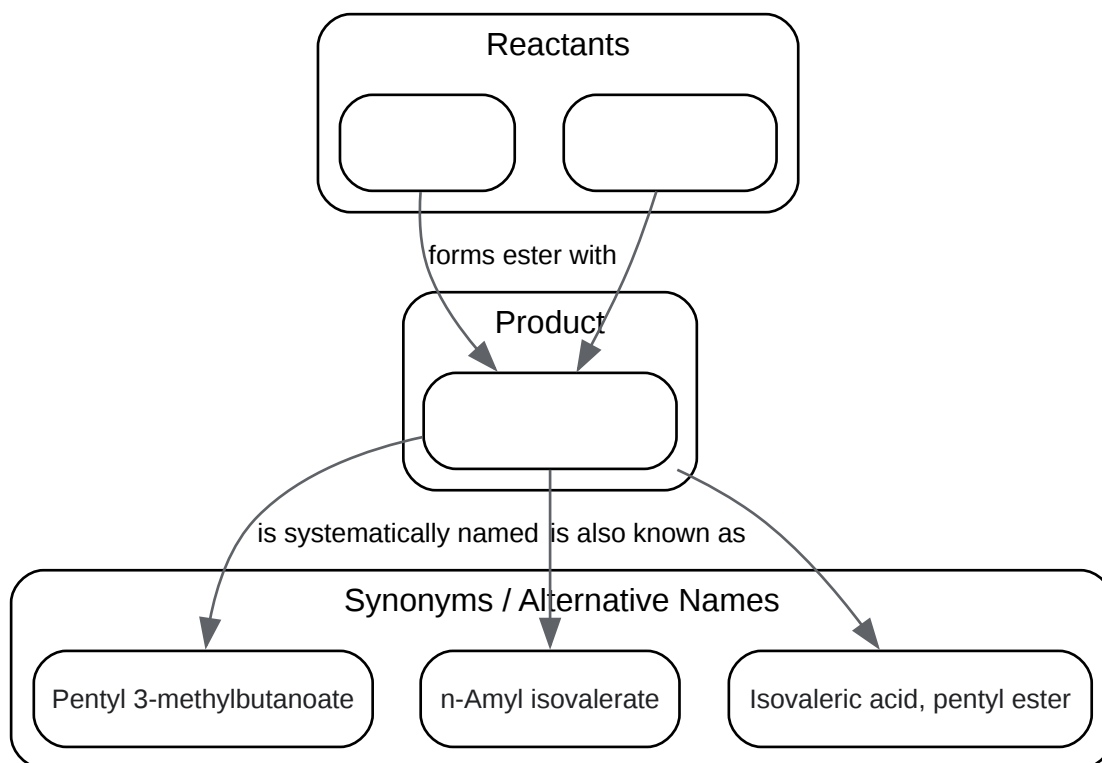 Reactants
forms ester with
Product
is systematically named
is also known as
Synonyms / Alternative Names
Pentyl 3-methylbutanoate
n-Amyl isovalerate
Isovaleric acid, pentyl ester